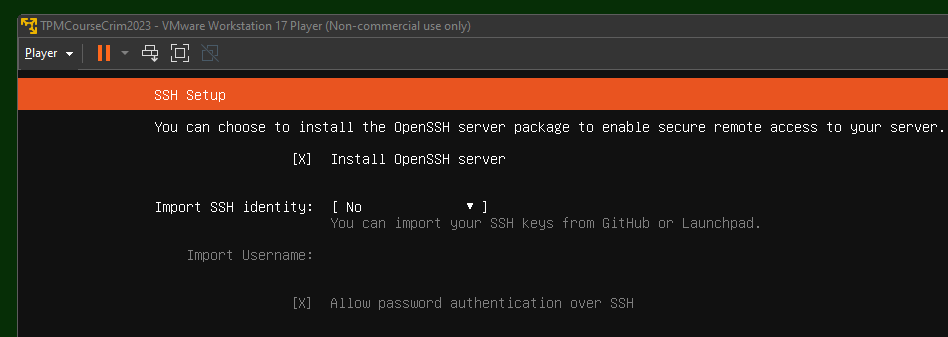 TPMCourseCrim2023 - VMware Workstation 17 Player (Non-commercial use only)
Player
SSH Setup
You can choose to install the OpenSSH server package to enable secure remote access to your server.
[X] Install OpenSSH server
Import SSH identity: [ No ▼ ]
You can import your SSH keys from GitHub or Launchpad.
Import Username:
[X] Allow password authentication over SSH